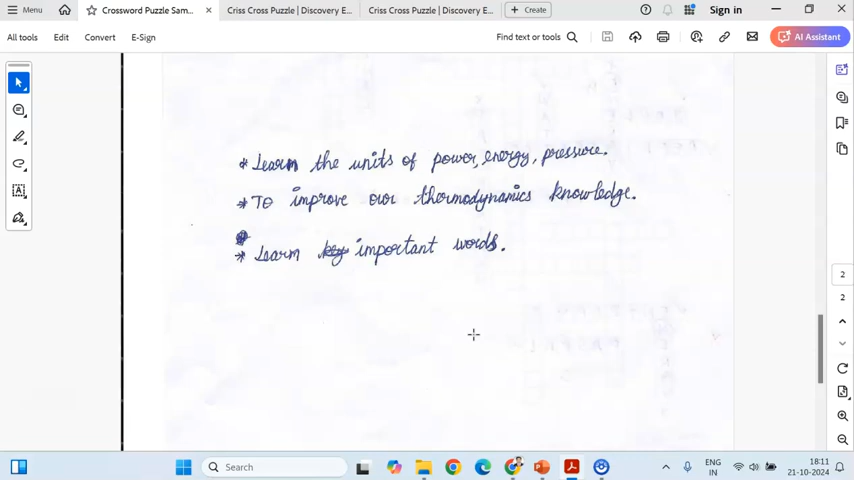 Menu
Crossword Puzzle Sam...
Criss Cross Puzzle | Discovery E...
Criss Cross Puzzle | Discovery E...
+ Create
Sign in
All tools
Edit
Convert
E-Sign
Find text or tools
AI Assistant
* Learn the units of power, energy, pressure.
* To improve our thermodynamics knowledge.
* Learn key important words.
2
2
Search
ENG
IN
18:11
21-10-2024